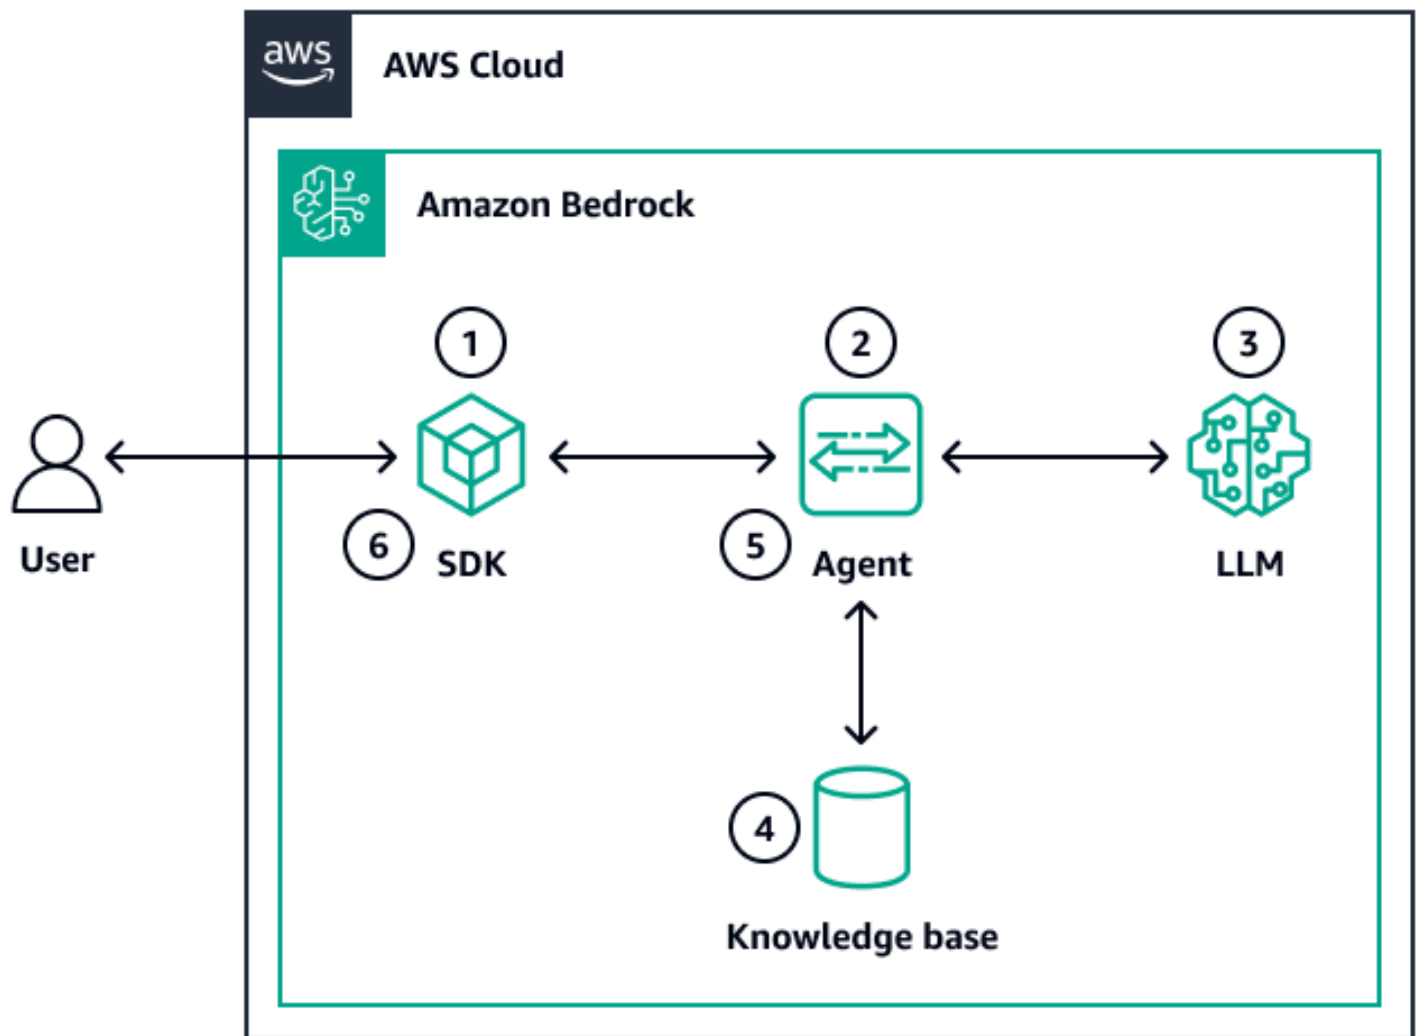 aws
AWS Cloud
Amazon Bedrock
1
2
3
User
6
SDK
5
Agent
LLM
4
Knowledge base